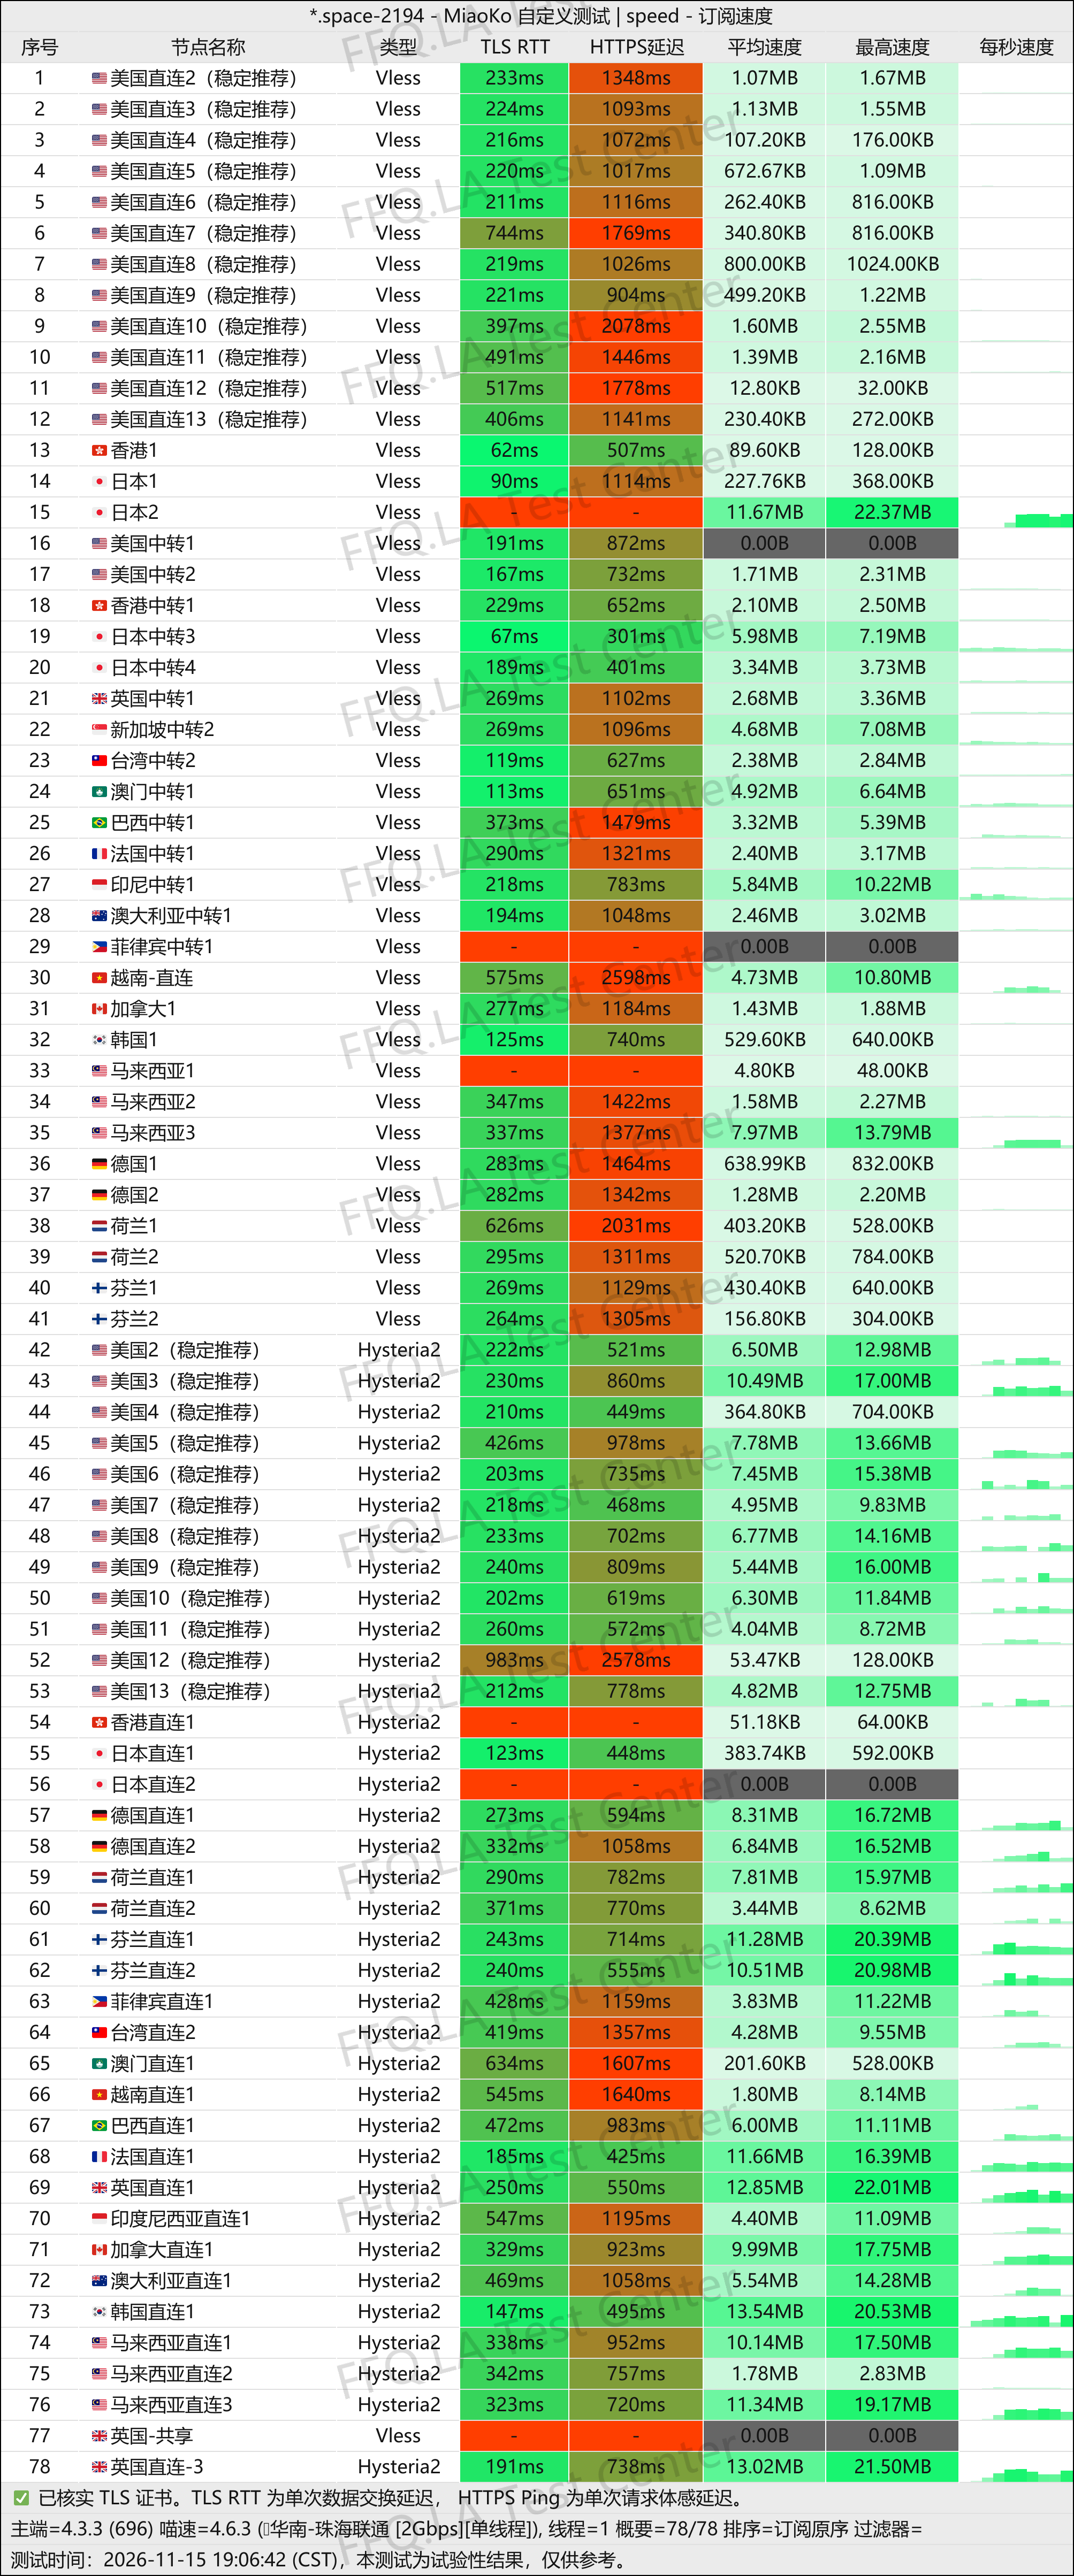 *.space-2194 - MiaoKo 自定义测试 | speed - 订阅速度
序号 节点名称 类型 TLS RTT HTTPS延迟 平均速度 最高速度 每秒速度
1 美国直连2（稳定推荐） Vless 233ms 1348ms 1.07MB 1.67MB
2 美国直连3（稳定推荐） Vless 224ms 1093ms 1.13MB 1.55MB
3 美国直连4（稳定推荐） Vless 216ms 1072ms 107.20KB 176.00KB
4 美国直连5（稳定推荐） Vless 220ms 1017ms 672.67KB 1.09MB
5 美国直连6（稳定推荐） Vless 211ms 1116ms 262.40KB 816.00KB
6 美国直连7（稳定推荐） Vless 744ms 1769ms 340.80KB 816.00KB
7 美国直连8（稳定推荐） Vless 219ms 1026ms 800.00KB 1024.00KB
8 美国直连9（稳定推荐） Vless 221ms 904ms 499.20KB 1.22MB
9 美国直连10（稳定推荐） Vless 397ms 2078ms 1.60MB 2.55MB
10 美国直连11（稳定推荐） Vless 491ms 1446ms 1.39MB 2.16MB
11 美国直连12（稳定推荐） Vless 517ms 1778ms 12.80KB 32.00KB
12 美国直连13（稳定推荐） Vless 406ms 1141ms 230.40KB 272.00KB
13 香港1 Vless 62ms 507ms 89.60KB 128.00KB
14 日本1 Vless 90ms 1114ms 227.76KB 368.00KB
15 日本2 Vless - - 11.67MB 22.37MB
16 美国中转1 Vless 191ms 872ms 0.00B 0.00B
17 美国中转2 Vless 167ms 732ms 1.71MB 2.31MB
18 香港中转1 Vless 229ms 652ms 2.10MB 2.50MB
19 日本中转3 Vless 67ms 301ms 5.98MB 7.19MB
20 日本中转4 Vless 189ms 401ms 3.34MB 3.73MB
21 英国中转1 Vless 269ms 1102ms 2.68MB 3.36MB
22 新加坡中转2 Vless 269ms 1096ms 4.68MB 7.08MB
23 台湾中转2 Vless 119ms 627ms 2.38MB 2.84MB
24 澳门中转1 Vless 113ms 651ms 4.92MB 6.64MB
25 巴西中转1 Vless 373ms 1479ms 3.32MB 5.39MB
26 法国中转1 Vless 290ms 1321ms 2.40MB 3.17MB
27 印尼中转1 Vless 218ms 783ms 5.84MB 10.22MB
28 澳大利亚中转1 Vless 194ms 1048ms 2.46MB 3.02MB
29 菲律宾中转1 Vless - - 0.00B 0.00B
30 越南-直连 Vless 575ms 2598ms 4.73MB 10.80MB
31 加拿大1 Vless 277ms 1184ms 1.43MB 1.88MB
32 韩国1 Vless 125ms 740ms 529.60KB 640.00KB
33 马来西亚1 Vless - - 4.80KB 48.00KB
34 马来西亚2 Vless 347ms 1422ms 1.58MB 2.27MB
35 马来西亚3 Vless 337ms 1377ms 7.97MB 13.79MB
36 德国1 Vless 283ms 1464ms 638.99KB 832.00KB
37 德国2 Vless 282ms 1342ms 1.28MB 2.20MB
38 荷兰1 Vless 626ms 2031ms 403.20KB 528.00KB
39 荷兰2 Vless 295ms 1311ms 520.70KB 784.00KB
40 芬兰1 Vless 269ms 1129ms 430.40KB 640.00KB
41 芬兰2 Vless 264ms 1305ms 156.80KB 304.00KB
42 美国2（稳定推荐） Hysteria2 222ms 521ms 6.50MB 12.98MB
43 美国3（稳定推荐） Hysteria2 230ms 860ms 10.49MB 17.00MB
44 美国4（稳定推荐） Hysteria2 210ms 449ms 364.80KB 704.00KB
45 美国5（稳定推荐） Hysteria2 426ms 978ms 7.78MB 13.66MB
46 美国6（稳定推荐） Hysteria2 203ms 735ms 7.45MB 15.38MB
47 美国7（稳定推荐） Hysteria2 218ms 468ms 4.95MB 9.83MB
48 美国8（稳定推荐） Hysteria2 233ms 702ms 6.77MB 14.16MB
49 美国9（稳定推荐） Hysteria2 240ms 809ms 5.44MB 16.00MB
50 美国10（稳定推荐） Hysteria2 202ms 619ms 6.30MB 11.84MB
51 美国11（稳定推荐） Hysteria2 260ms 572ms 4.04MB 8.72MB
52 美国12（稳定推荐） Hysteria2 983ms 2578ms 53.47KB 128.00KB
53 美国13（稳定推荐） Hysteria2 212ms 778ms 4.82MB 12.75MB
54 香港直连1 Hysteria2 - - 51.18KB 64.00KB
55 日本直连1 Hysteria2 123ms 448ms 383.74KB 592.00KB
56 日本直连2 Hysteria2 - - 0.00B 0.00B
57 德国直连1 Hysteria2 273ms 594ms 8.31MB 16.72MB
58 德国直连2 Hysteria2 332ms 1058ms 6.84MB 16.52MB
59 荷兰直连1 Hysteria2 290ms 782ms 7.81MB 15.97MB
60 荷兰直连2 Hysteria2 371ms 770ms 3.44MB 8.62MB
61 芬兰直连1 Hysteria2 243ms 714ms 11.28MB 20.39MB
62 芬兰直连2 Hysteria2 240ms 555ms 10.51MB 20.98MB
63 菲律宾直连1 Hysteria2 428ms 1159ms 3.83MB 11.22MB
64 台湾直连2 Hysteria2 419ms 1357ms 4.28MB 9.55MB
65 澳门直连1 Hysteria2 634ms 1607ms 201.60KB 528.00KB
66 越南直连1 Hysteria2 545ms 1640ms 1.80MB 8.14MB
67 巴西直连1 Hysteria2 472ms 983ms 6.00MB 11.11MB
68 法国直连1 Hysteria2 185ms 425ms 11.66MB 16.39MB
69 英国直连1 Hysteria2 250ms 550ms 12.85MB 22.01MB
70 印度尼西亚直连1 Hysteria2 547ms 1195ms 4.40MB 11.09MB
71 加拿大直连1 Hysteria2 329ms 923ms 9.99MB 17.75MB
72 澳大利亚直连1 Hysteria2 469ms 1058ms 5.54MB 14.28MB
73 韩国直连1 Hysteria2 147ms 495ms 13.54MB 20.53MB
74 马来西亚直连1 Hysteria2 338ms 952ms 10.14MB 17.50MB
75 马来西亚直连2 Hysteria2 342ms 757ms 1.78MB 2.83MB
76 马来西亚直连3 Hysteria2 323ms 720ms 11.34MB 19.17MB
77 英国-共享 Vless - - 0.00B 0.00B
78 英国直连-3 Hysteria2 191ms 738ms 13.02MB 21.50MB
✅ 已核实 TLS 证书。TLS RTT 为单次数据交换延迟， HTTPS Ping 为单次请求体感延迟。
主端=4.3.3 (696) 喵速=4.6.3 (▯华南-珠海联通 [2Gbps][单线程]), 线程=1 概要=78/78 排序=订阅原序 过滤器=
测试时间：2026-11-15 19:06:42 (CST)，本测试为试验性结果，仅供参考。
FFQ.LA Test Center